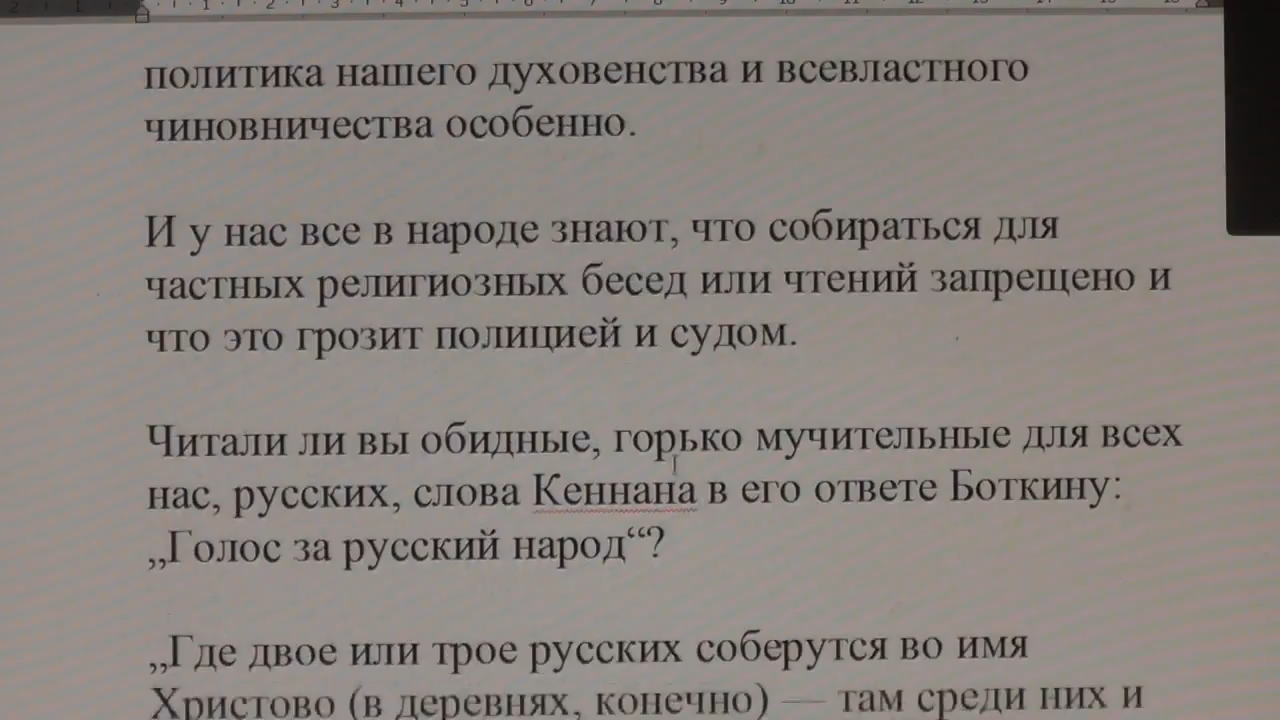 политика нашего духовенства и всевластного
чиновничества особенно.
И у нас все в народе знают, что собираться для
частных религиозных бесед или чтений запрещено и
что это грозит полицией и судом.
Читали ли вы обидные, горько мучительные для всех
нас, русских, слова Кеннана в его ответе Боткину:
„Голос за русский народ“?
„Где двое или трое русских соберутся во имя
Христово (в деревнях, конечно) — там среди них и